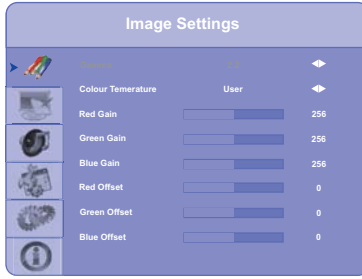 Image Settings
Colour Temerature User
Red Gain 256
Green Gain 256
Blue Gain 256
Red Offset 0
Green Offset 0
Blue Offset 0